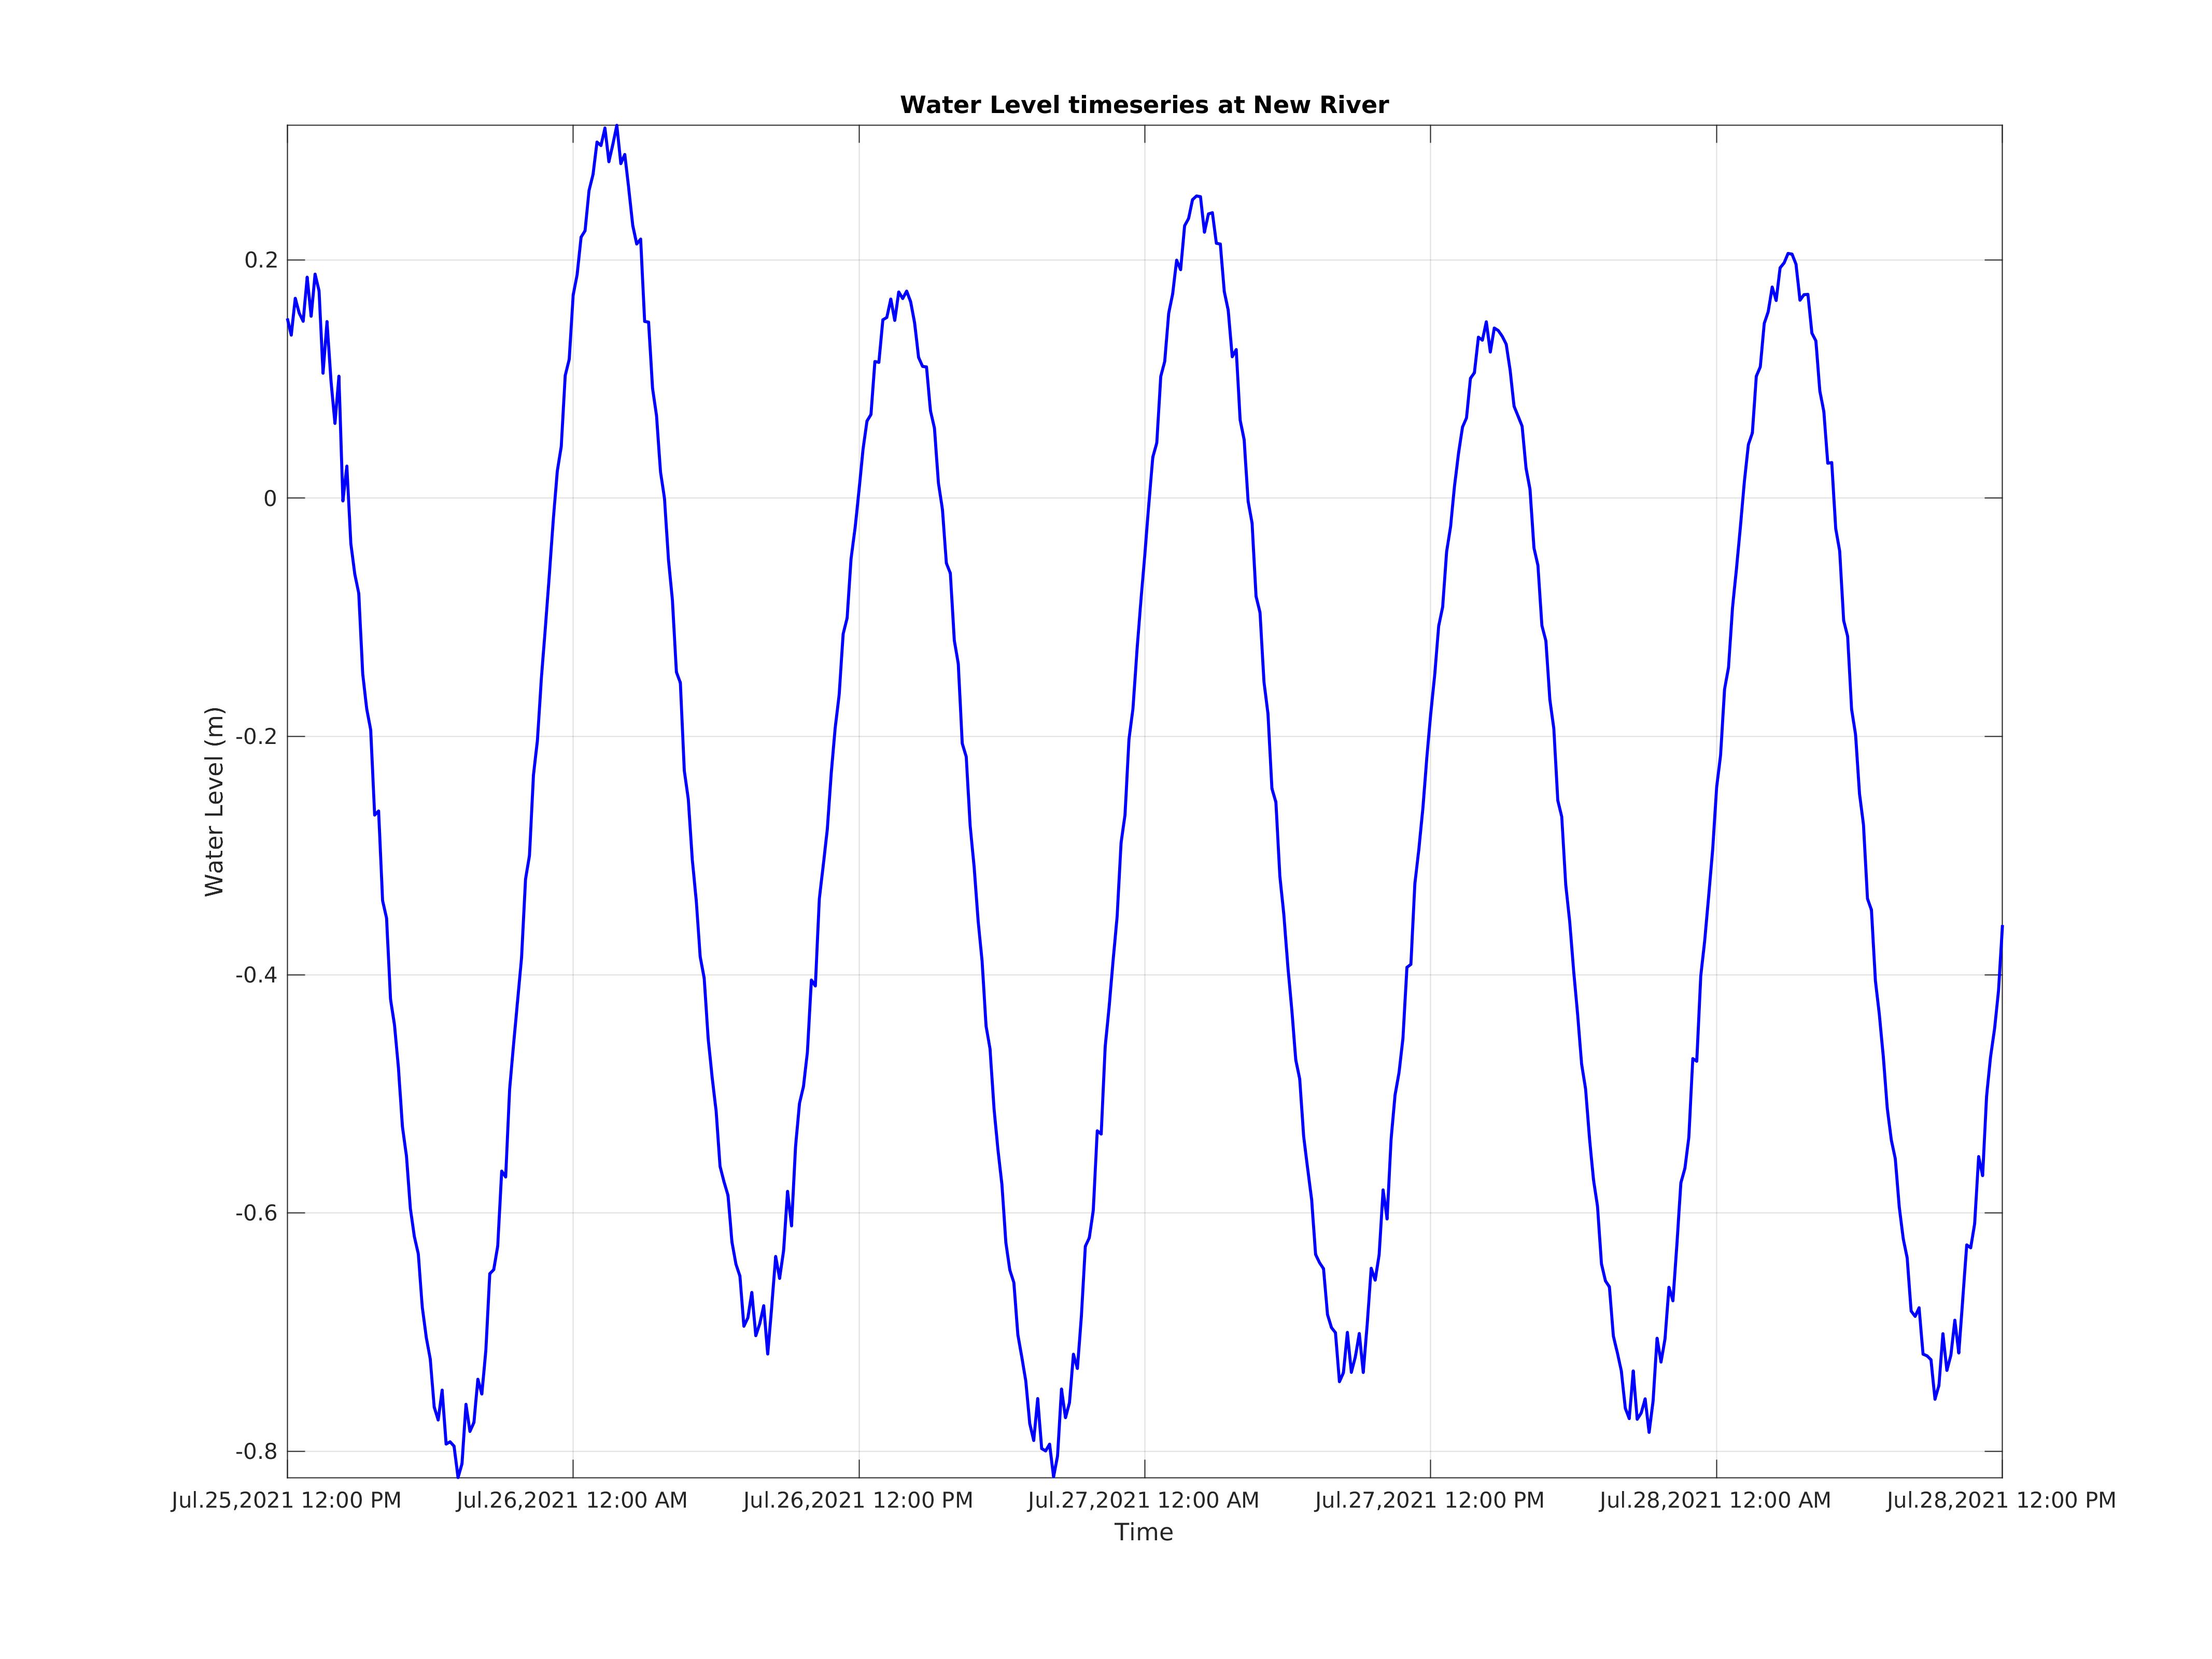 Water Level timeseries at New River
0.2
0
-0.2
-0.4
-0.6
-0.8
Water Level (m)
Jul.25,2021 12:00 PM
Jul.26,2021 12:00 AM
Jul.26,2021 12:00 PM
Jul.27,2021 12:00 AM
Jul.27,2021 12:00 PM
Jul.28,2021 12:00 AM
Jul.28,2021 12:00 PM
Time